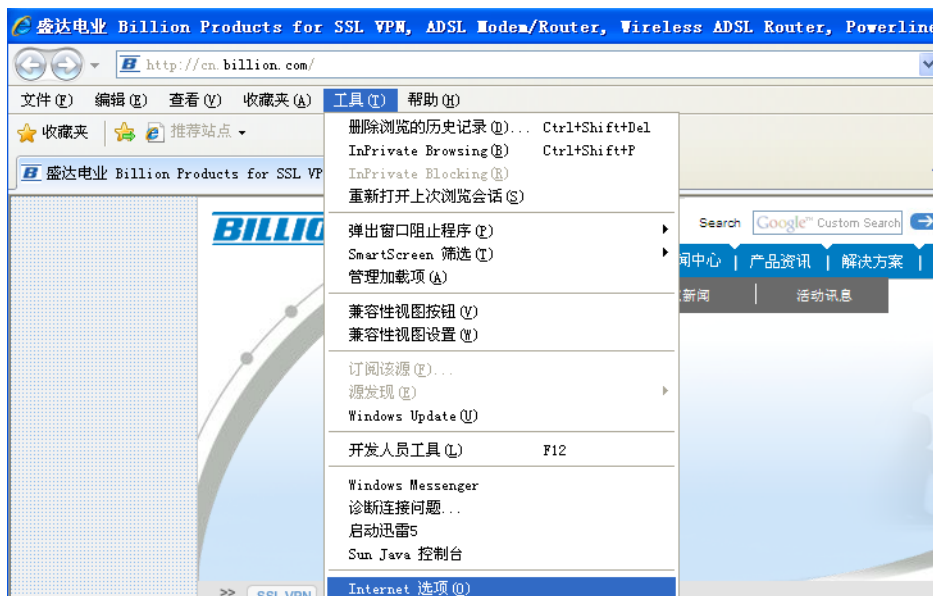 盛达电业 Billion Products for SSL VPN, ADSL Modem/Router, Wireless ADSL Router, Powerline
http://cn.billion.com/
文件(F) 编辑(E) 查看(V) 收藏夹(A) 工具(T) 帮助(H)
收藏夹 推荐站点
盛达电业 Billion Products for SSL VP
删除浏览的历史记录(D)... Ctrl+Shift+Del
InPrivate Browsing(B) Ctrl+Shift+P
InPrivate Blocking(R)
重新打开上次浏览会话(S)
弹出窗口阻止程序(P)
SmartScreen 筛选(T)
管理加载项(A)
兼容性视图按钮(V)
兼容性视图设置(W)
订阅该源(F)...
源发现(E)
Windows Update(U)
开发人员工具(L) F12
Windows Messenger
诊断连接问题...
启动迅雷5
Sun Java 控制台
Internet 选项(O)
BILLIO
Search Google™ Custom Search
闻中心 | 产品资讯 | 解决方案 |
新闻 | 活动讯息
>> SSL VPN